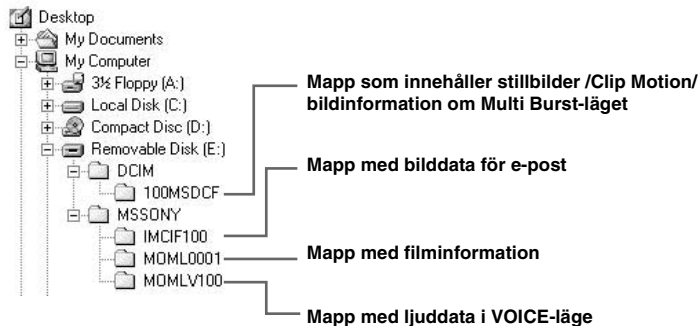 Desktop
My Documents
My Computer
3½ Floppy (A:)
Local Disk (C:)
Compact Disc (D:)
Removable Disk (E:)
DCIM
100MSDCF
MSSONY
IMCIF100
MOML0001
MOMLV100
Mapp som innehåller stillbilder /Clip Motion/
bildinformation om Multi Burst-läget
Mapp med bilddata för e-post
Mapp med filminformation
Mapp med ljuddata i VOICE-läge